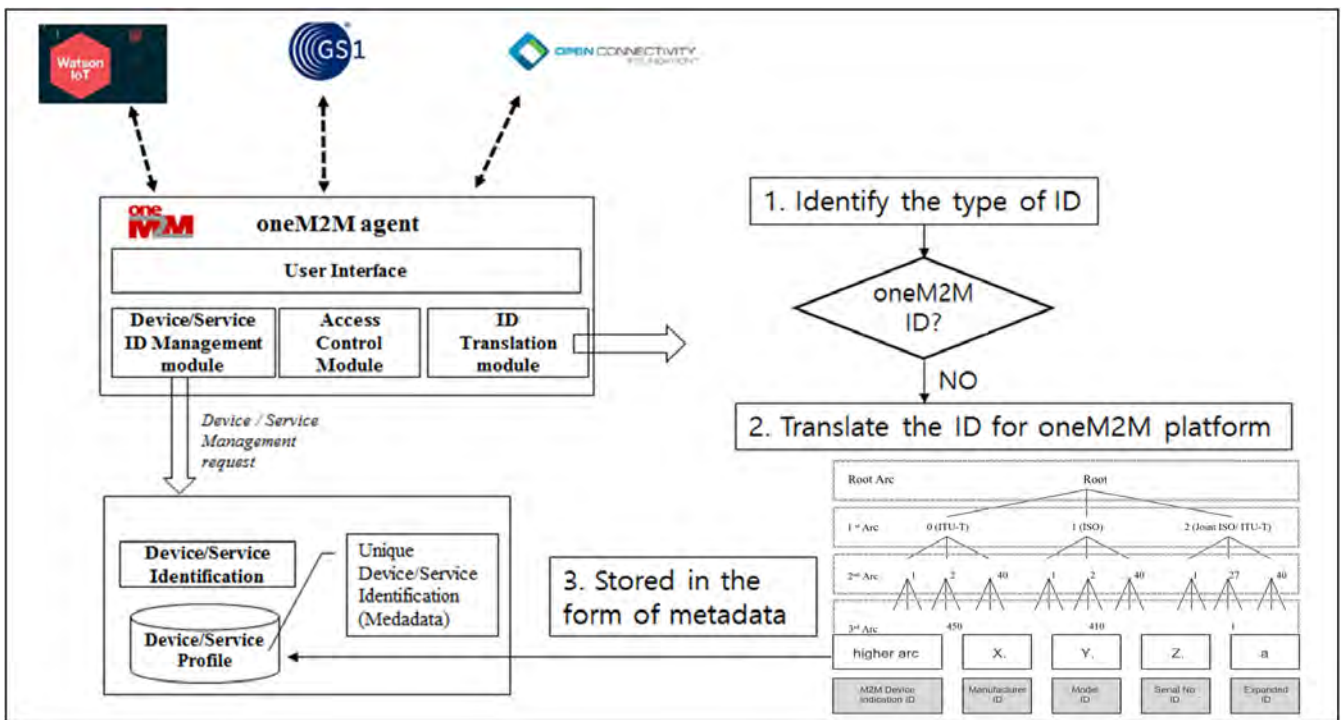 Watson
IoT
GS1
OPEN CONNECTIVITY
FOUNDATION
one
M2M
oneM2M agent
User Interface
Device/Service
ID Management
module
Access
Control
Module
ID
Translation
module
Device / Service
Management
request
Device/Service
Identification
Device/Service
Profile
Unique
Device/Service
Identification
(Medadata)
1. Identify the type of ID
oneM2M
ID?
NO
2. Translate the ID for oneM2M platform
3. Stored in the
form of metadata
Root Arc Root
1st Arc 0 (ITU-T) 1 (ISO) 2 (Joint ISO/ ITU-T)
2nd Arc 1 2 40 1 2 40 1 27 40
3rd Arc 450 410 1
higher arc X. Y. Z. a
M2M Device
Indication ID
Manufacturer
ID
Model
ID
Serial No
ID
Expanded
ID